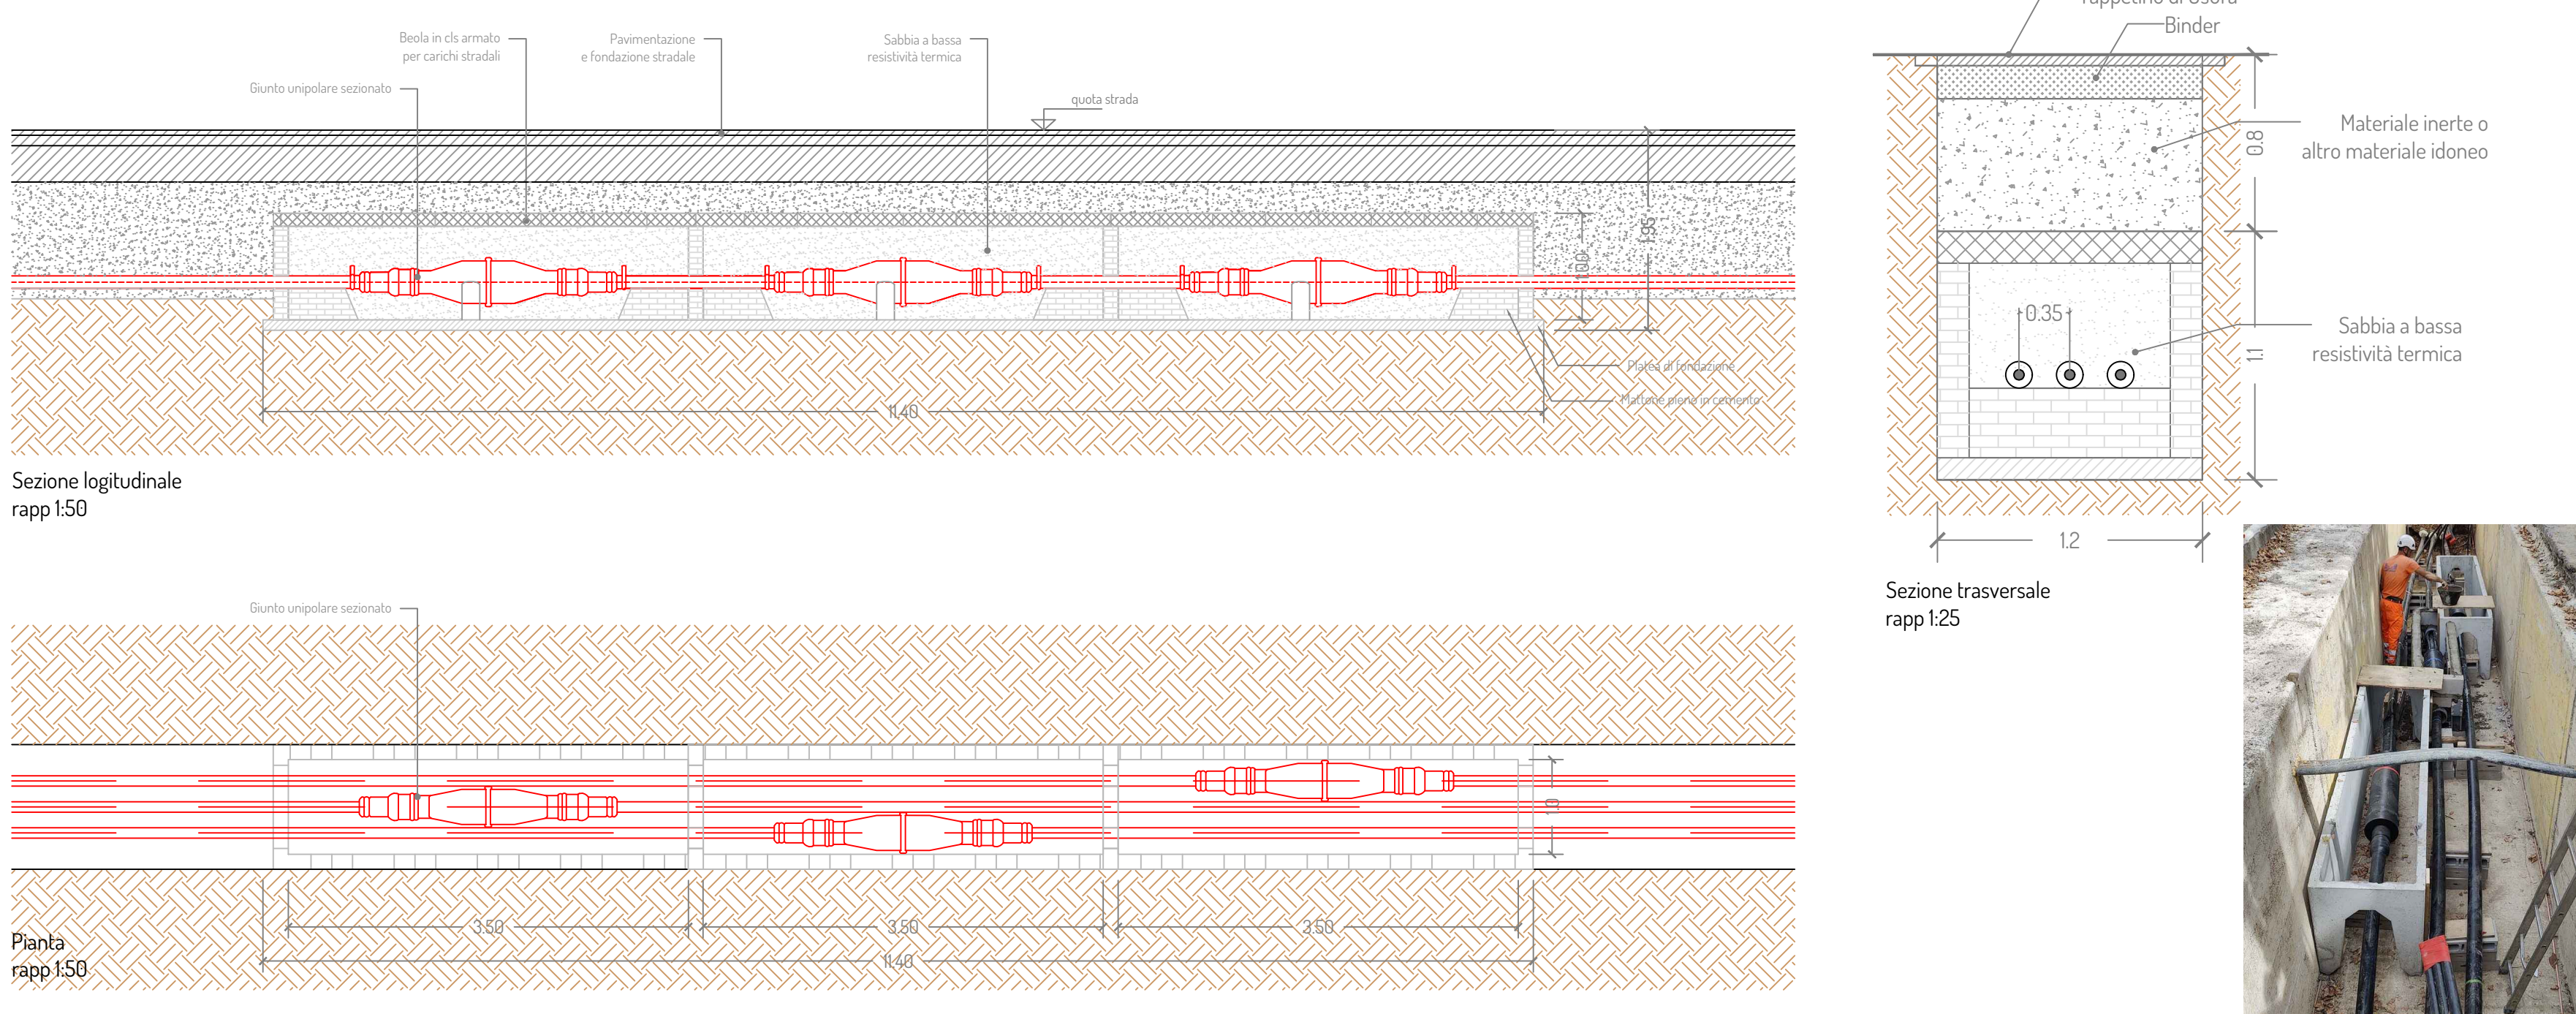 Beola in cls armato
per carichi stradali
Pavimentazione
e fondazione stradale
Sabbia a bassa
resistività termica
Giunto unipolare sezionato
quota strada
1.00
1.95
Platea di fondazione
Mattone pieno in cemento
11.40
Sezione logitudinale
rapp 1:50
Binder
0.8
Materiale inerte o
altro materiale idoneo
0.35
Sabbia a bassa
resistività termica
1.1
1.2
Sezione trasversale
rapp 1:25
Giunto unipolare sezionato
1.0
3.50
3.50
3.50
11.40
Pianta
rapp 1:50